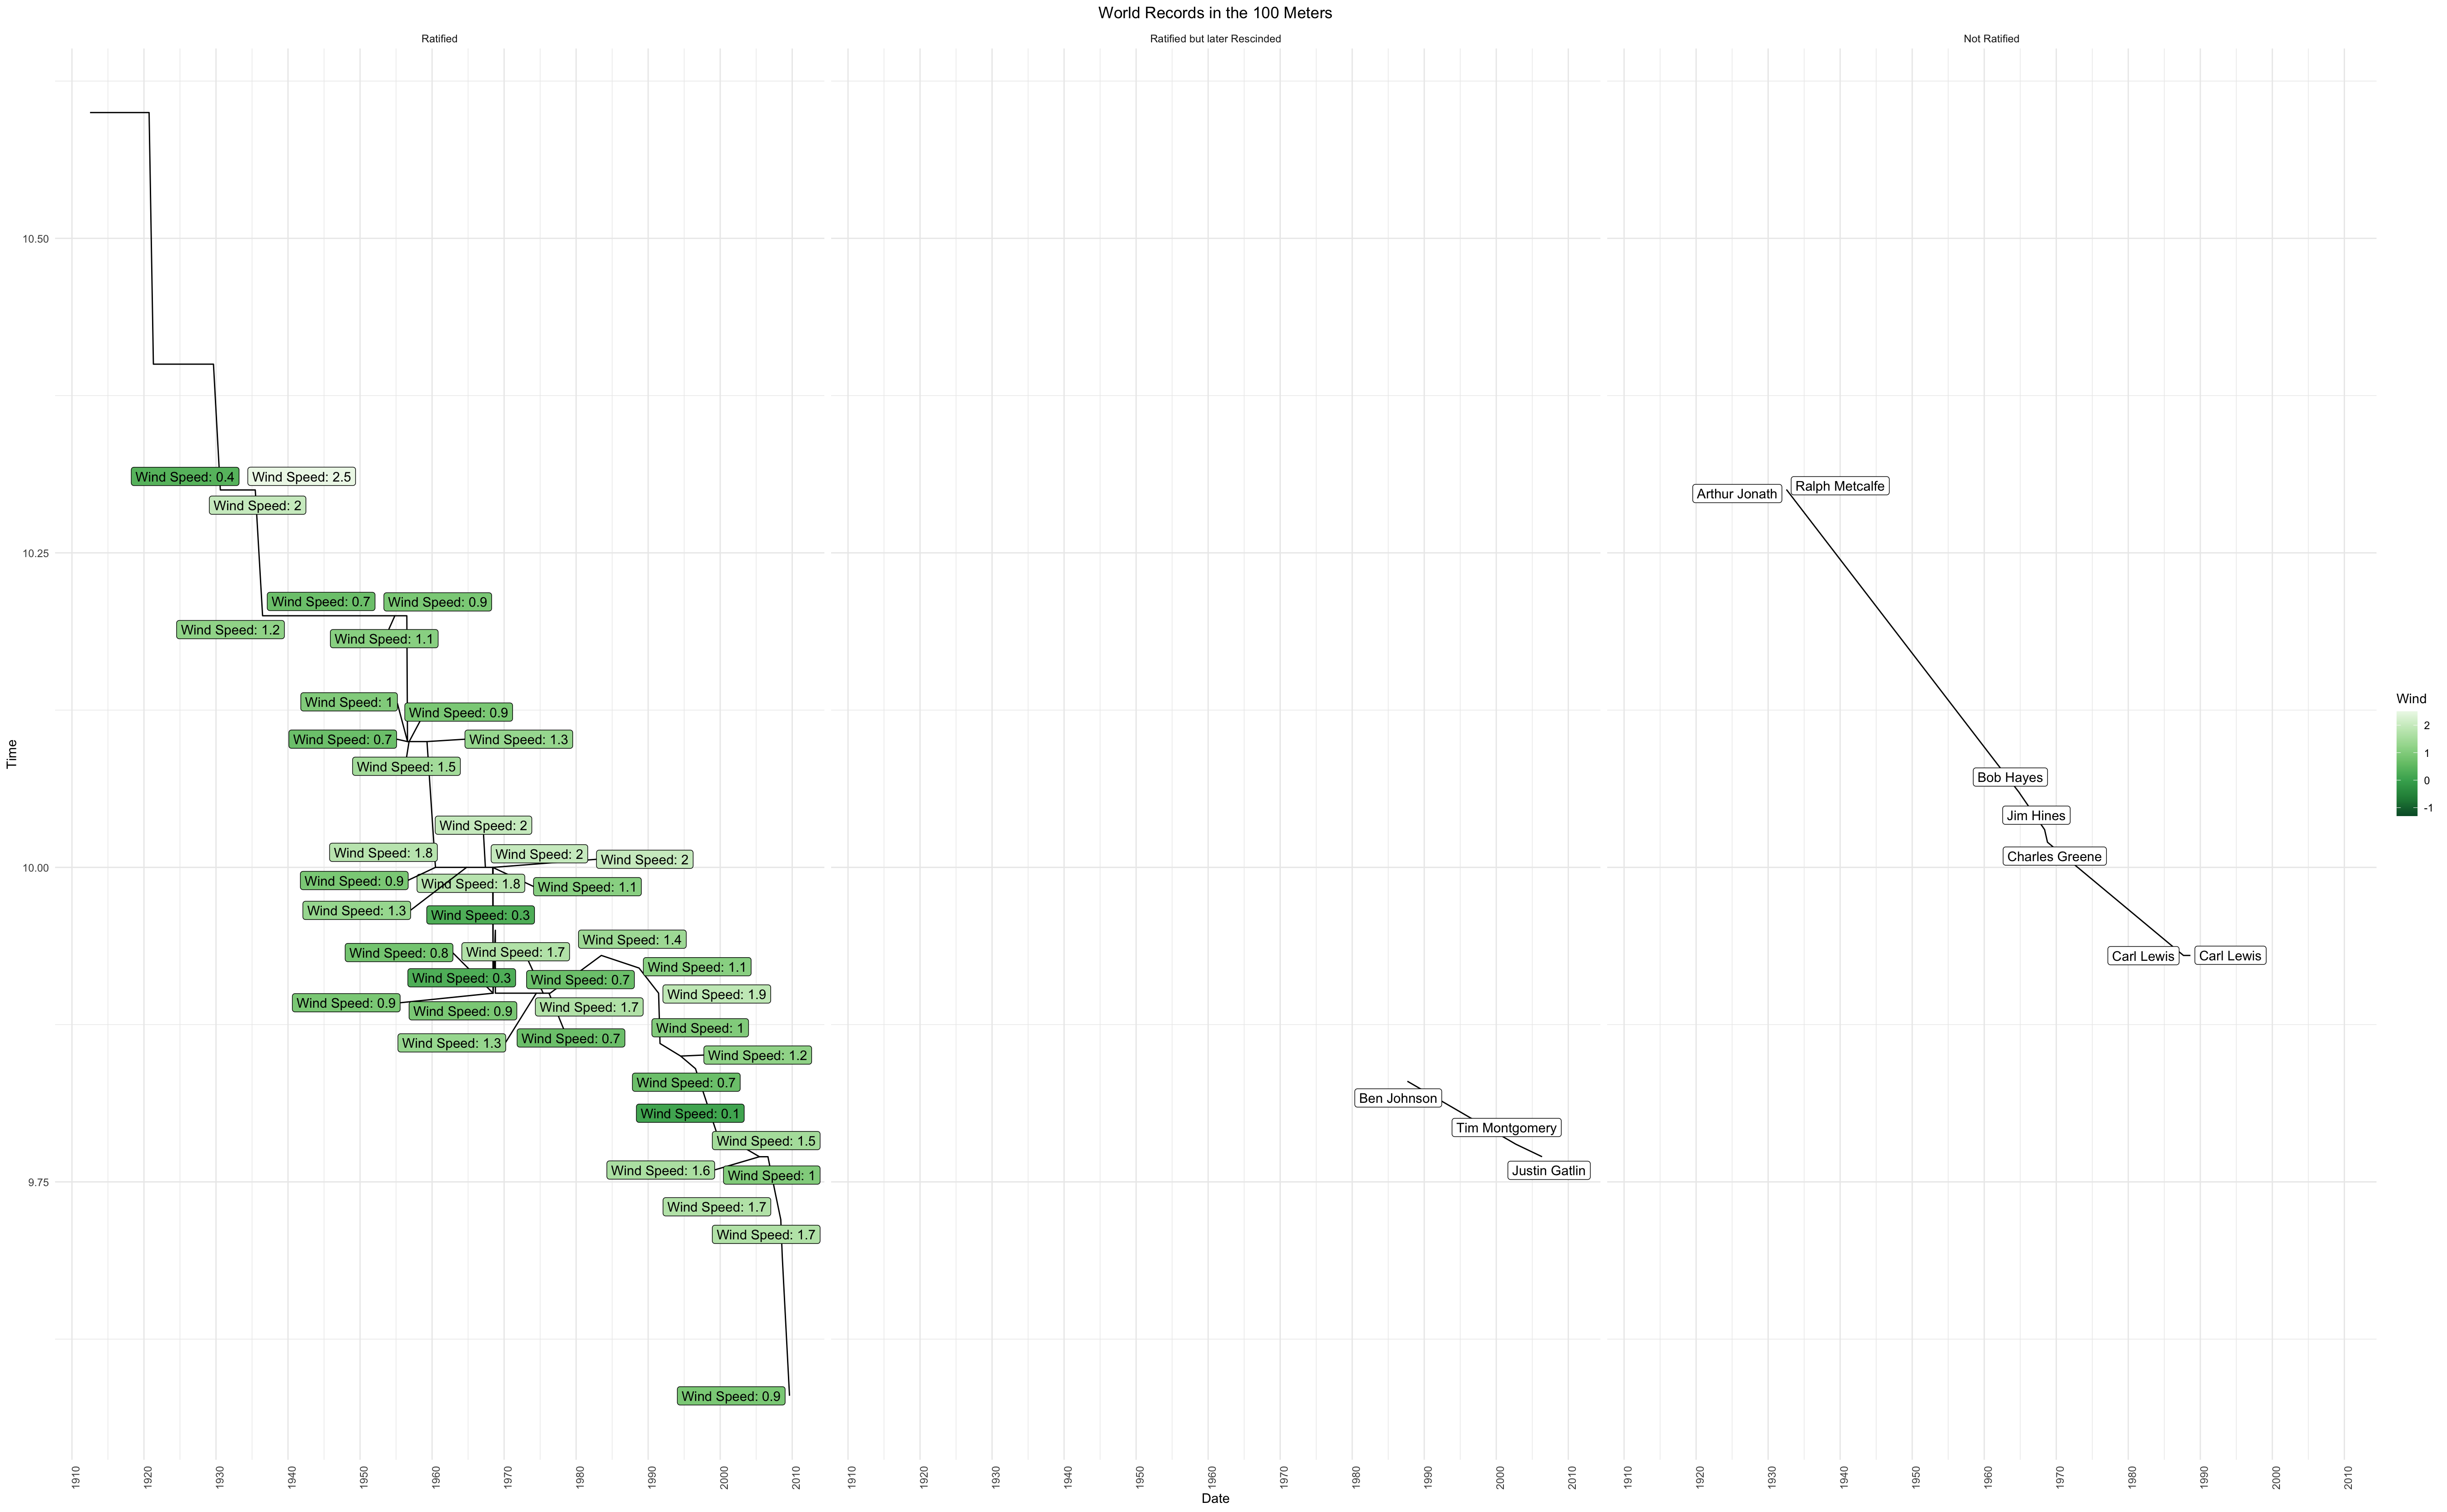 World Records in the 100 Meters
Ratified
Ratified but later Rescinded
Not Ratified
Time
10.50
10.25
10.00
9.75
Wind Speed: 0.4
Wind Speed: 2.5
Wind Speed: 2
Wind Speed: 0.7
Wind Speed: 0.9
Wind Speed: 1.2
Wind Speed: 1.1
Wind Speed: 1
Wind Speed: 0.9
Wind Speed: 0.7
Wind Speed: 1.3
Wind Speed: 1.5
Wind Speed: 2
Wind Speed: 1.8
Wind Speed: 2
Wind Speed: 2
Wind Speed: 0.9
Wind Speed: 1.8
Wind Speed: 1.1
Wind Speed: 1.3
Wind Speed: 0.3
Wind Speed: 1.4
Wind Speed: 0.8
Wind Speed: 1.7
Wind Speed: 1.1
Wind Speed: 0.3
Wind Speed: 0.7
Wind Speed: 1.9
Wind Speed: 0.9
Wind Speed: 0.9
Wind Speed: 1.7
Wind Speed: 1
Wind Speed: 1.3
Wind Speed: 0.7
Wind Speed: 1.2
Wind Speed: 0.7
Wind Speed: 0.1
Wind Speed: 1.5
Wind Speed: 1.6
Wind Speed: 1
Wind Speed: 1.7
Wind Speed: 1.7
Wind Speed: 0.9
Ben Johnson
Tim Montgomery
Justin Gatlin
Arthur Jonath
Ralph Metcalfe
Bob Hayes
Jim Hines
Charles Greene
Carl Lewis
Carl Lewis
Wind
2
1
0
-1
1910
1920
1930
1940
1950
1960
1970
1980
1990
2000
2010
1910
1920
1930
1940
1950
1960
1970
1980
1990
2000
2010
1910
1920
1930
1940
1950
1960
1970
1980
1990
2000
2010
Date